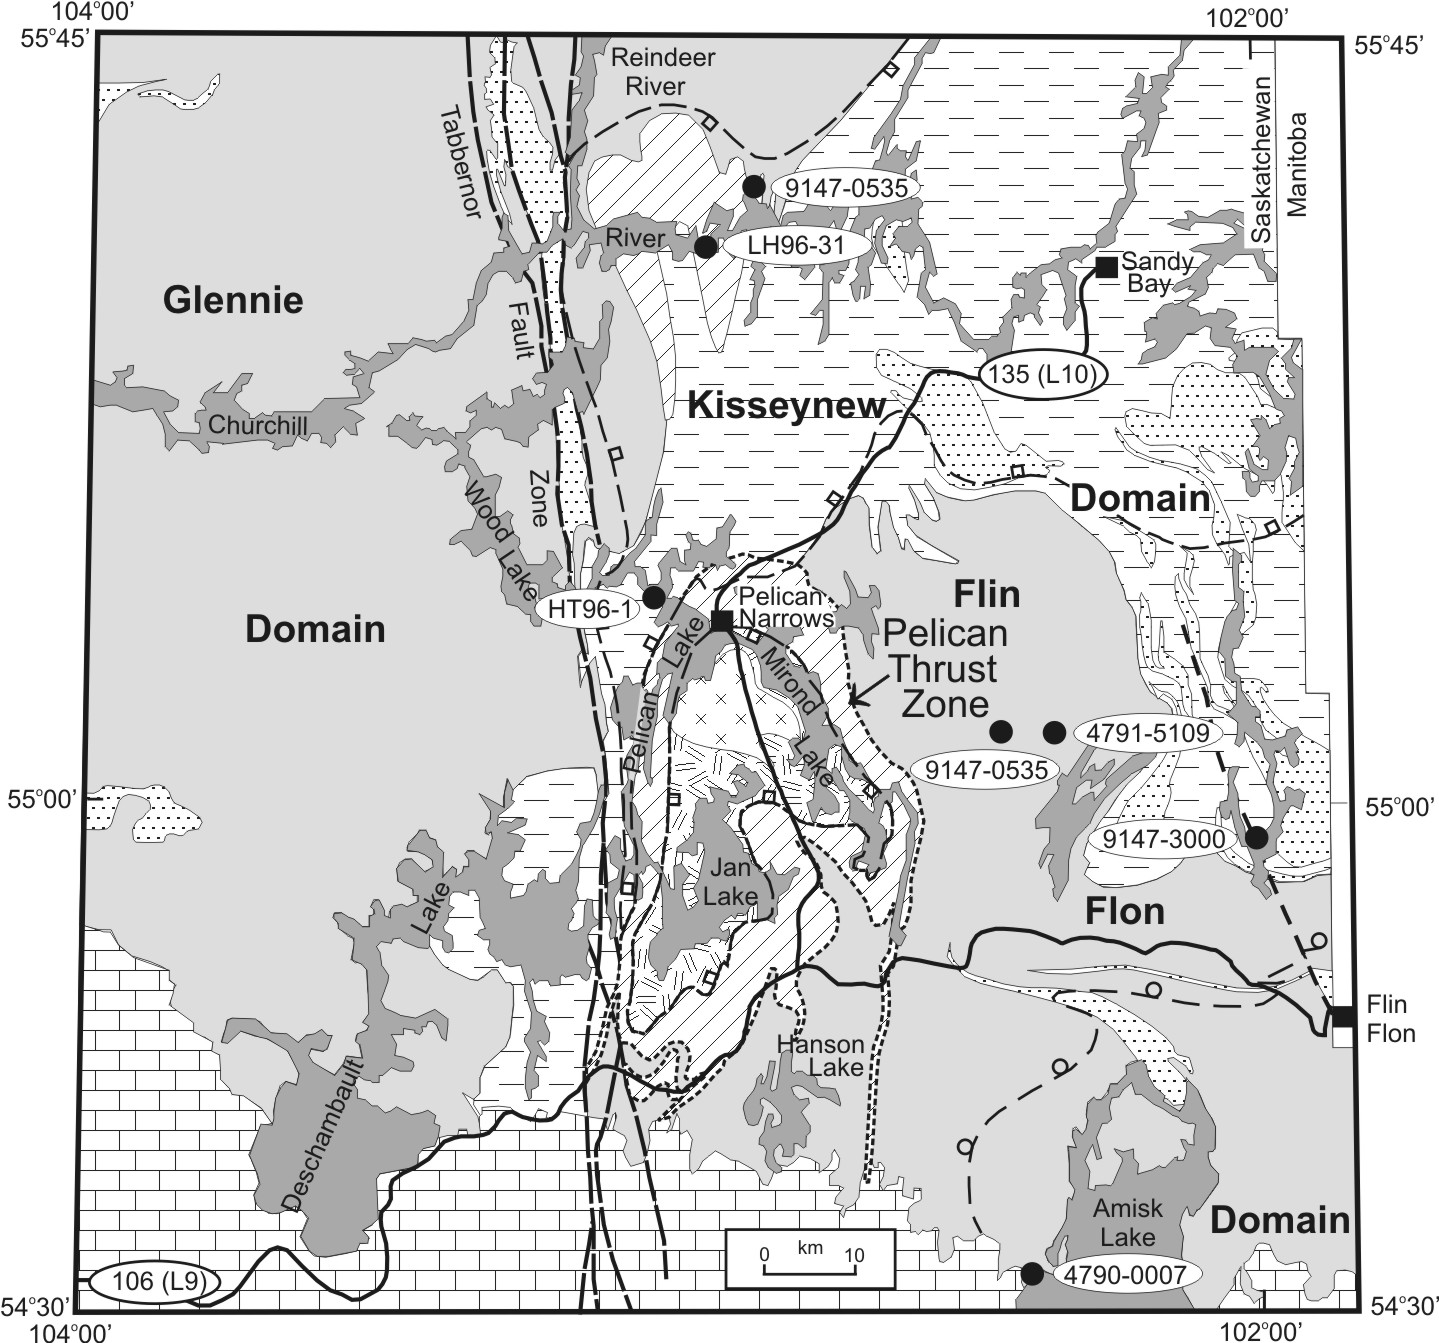 104°00’
102°00’
55°45’
55°45’
Reindeer
River
Tabbernor
Saskatchewan
Manitoba
9147-0535
River
LH96-31
Sandy
Bay
Glennie
Fault
135 (L10)
Kisseynew
Churchill
Zone
Wood Lake
Domain
HT96-1
Pelican
Narrows
Flin
Domain
Lake
Pelican
Thrust
Zone
Mirond
Pelican
Lake
4791-5109
9147-0535
55°00’
55°00’
9147-3000
Jan
Lake
Lake
Flon
Flin
Flon
Hanson
Lake
Deschambault
Amisk
Lake
Domain
km
0 10
106 (L9)
4790-0007
54°30’
54°30’
104°00’
102°00’